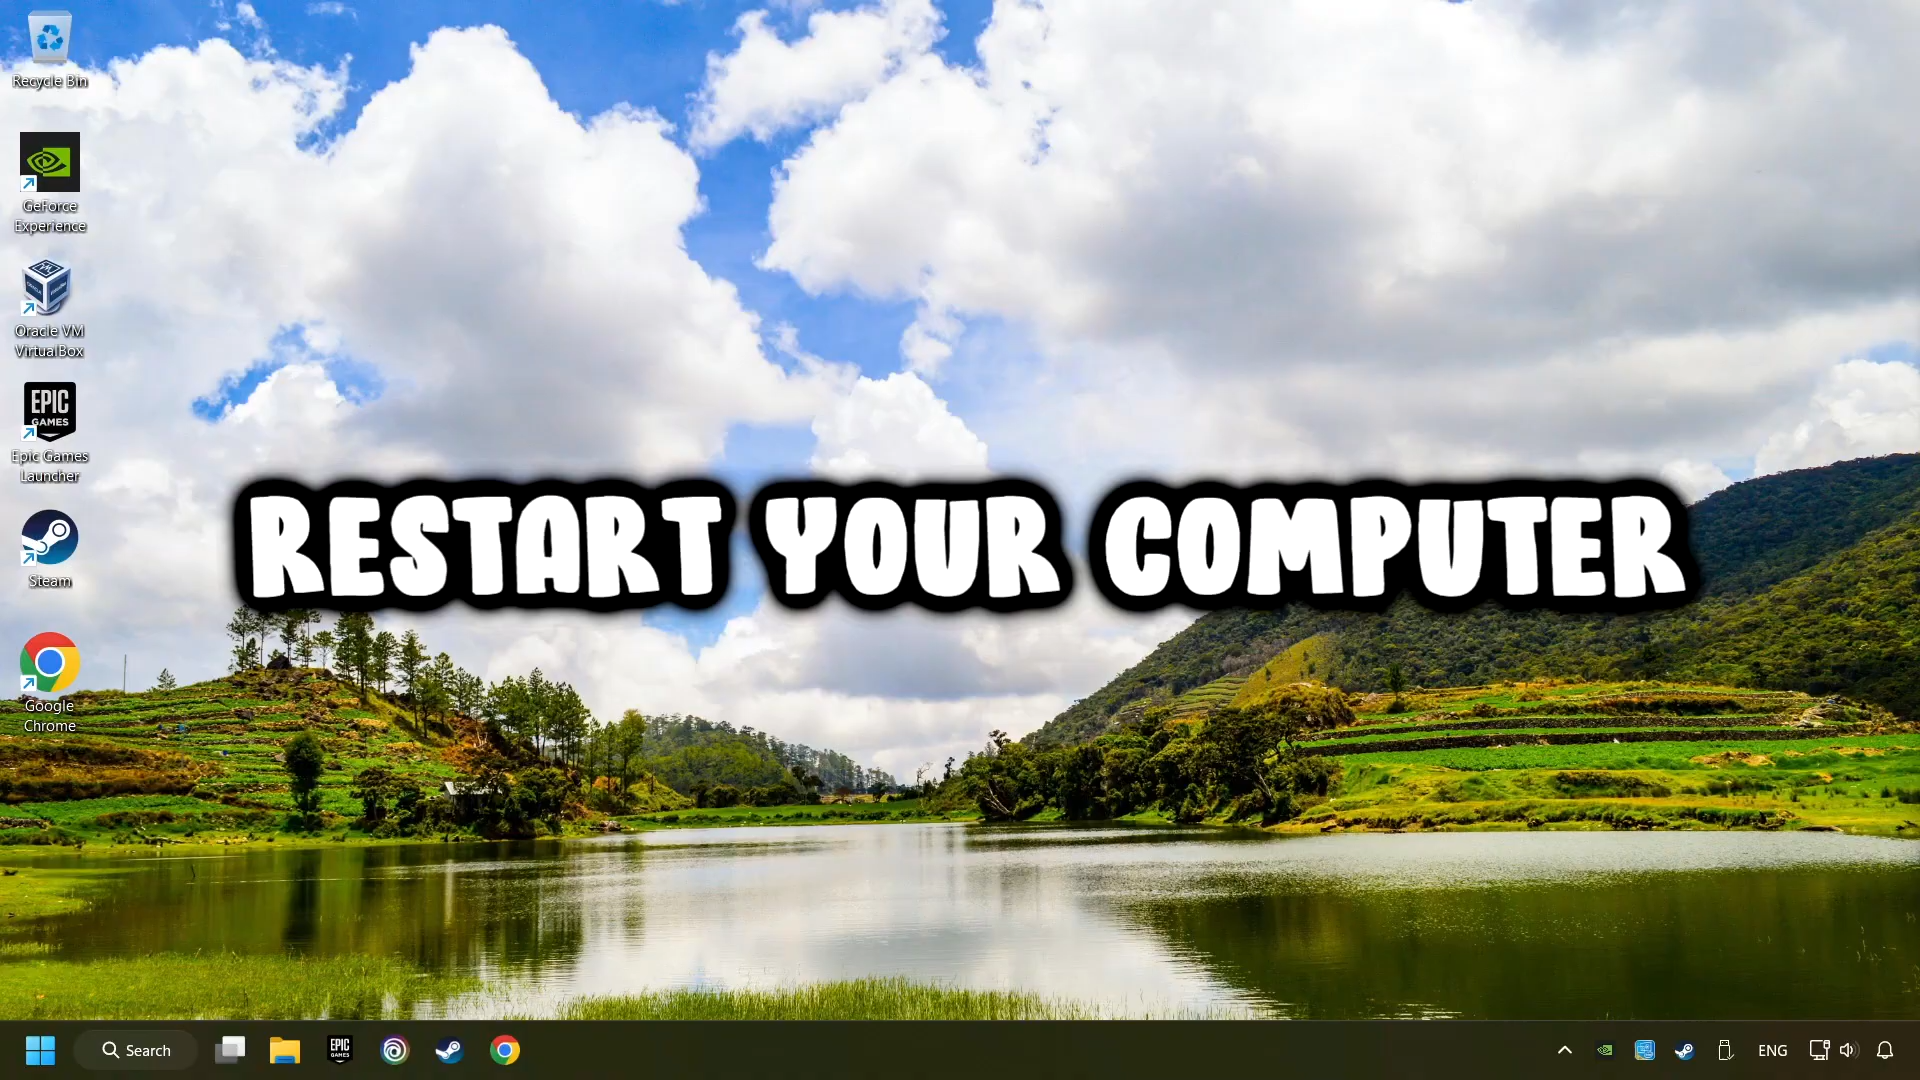 Recycle Bin
GeForce
Experience
Oracle VM
VirtualBox
EPIC
GAMES
Epic Games
Launcher
Steam
Google
Chrome
RESTART YOUR COMPUTER
Search
EPIC
GAMES
ENG